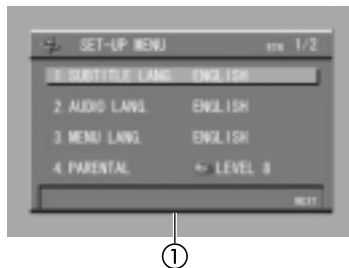 SET-UP MENU 1/2
1 SUBTITLE LANG. ENGLISH
2 AUDIO LANG. ENGLISH
3 MENU LANG. ENGLISH
4 PARENTAL LEVEL 8
NEXT
①